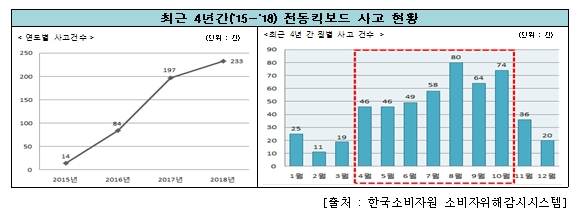 최근 4년간('15~'18) 전동킥보드 사고 현황
< 연도별 사고건수 > (단위 : 건)
250
200
150
100
50
0
14
84
197
233
2015년 2016년 2017년 2018년
<최근 4년 간 월별 사고 건수 > (단위 : 건)
90
80
70
60
50
40
30
20
10
0
25 11 19 46 46 49 58 80 64 74 36 20
1월 2월 3월 4월 5월 6월 7월 8월 9월 10월 11월 12월
[출처 : 한국소비자원 소비자위해감시시스템]